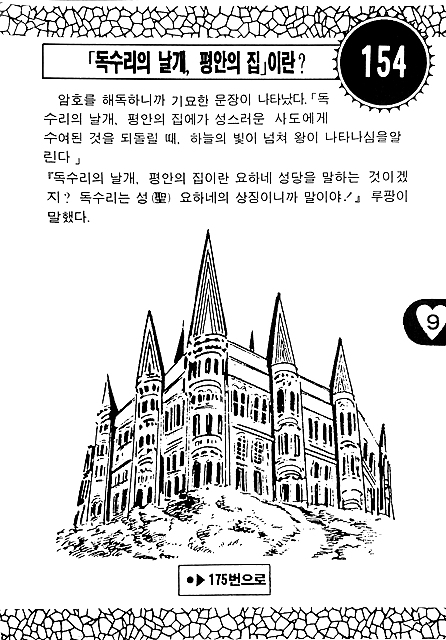 「독수리의 날개, 평안의 집」이란?
154
암호를 해독하니까 기묘한 문장이 나타났다.「독
수리의 날개, 평안의 집에가 성스러운 사도에게
수여된 것을 되돌릴 때, 하늘의 빛이 넘쳐 왕이 나타나심을알
린다」
『독수리의 날개, 평안의 집이란 요하네 성당을 말하는 것이겠
지? 독수리는 성(聖) 요하네의 상징이니까 말이야!』 루팡이
말했다.
9
●▶175번으로